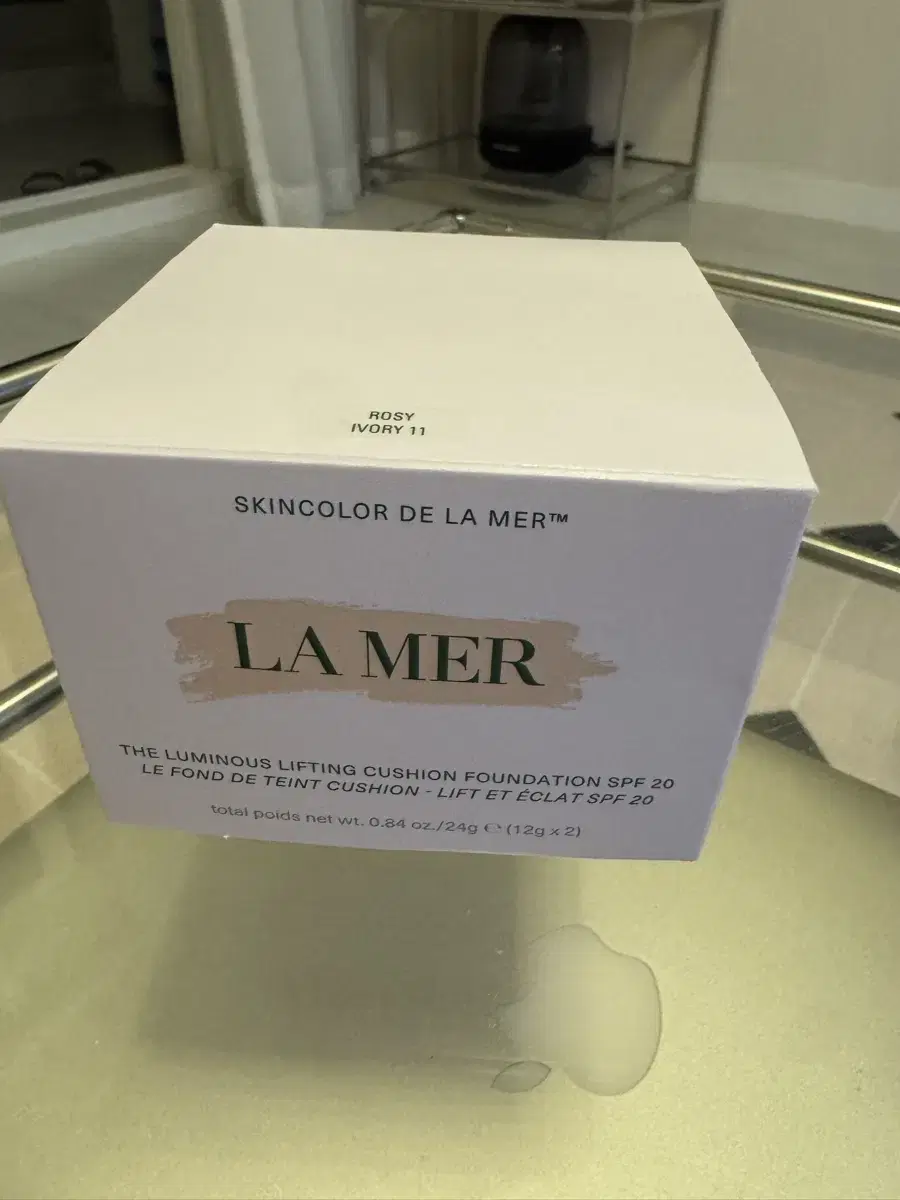 ROSY
IVORY 11
SKINCOLOR DE LA MER™
LA MER
THE LUMINOUS LIFTING CUSHION FOUNDATION SPF 20
LE FOND DE TEINT CUSHION - LIFT ET ÉCLAT SPF 20
total poids net wt. 0.84 oz./24g ℮ (12g x 2)